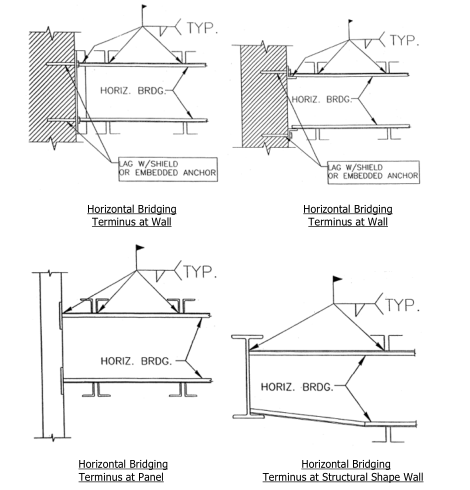 TYP.
HORIZ. BRDG.
LAG W/SHIELD
OR EMBEDDED ANCHOR
Horizontal Bridging
Terminus at Wall
TYP.
HORIZ. BRDG.
LAG W/SHIELD
OR EMBEDDED ANCHOR
Horizontal Bridging
Terminus at Wall
TYP.
HORIZ. BRDG.
Horizontal Bridging
Terminus at Panel
TYP.
HORIZ. BRDG.
Horizontal Bridging
Terminus at Structural Shape Wall